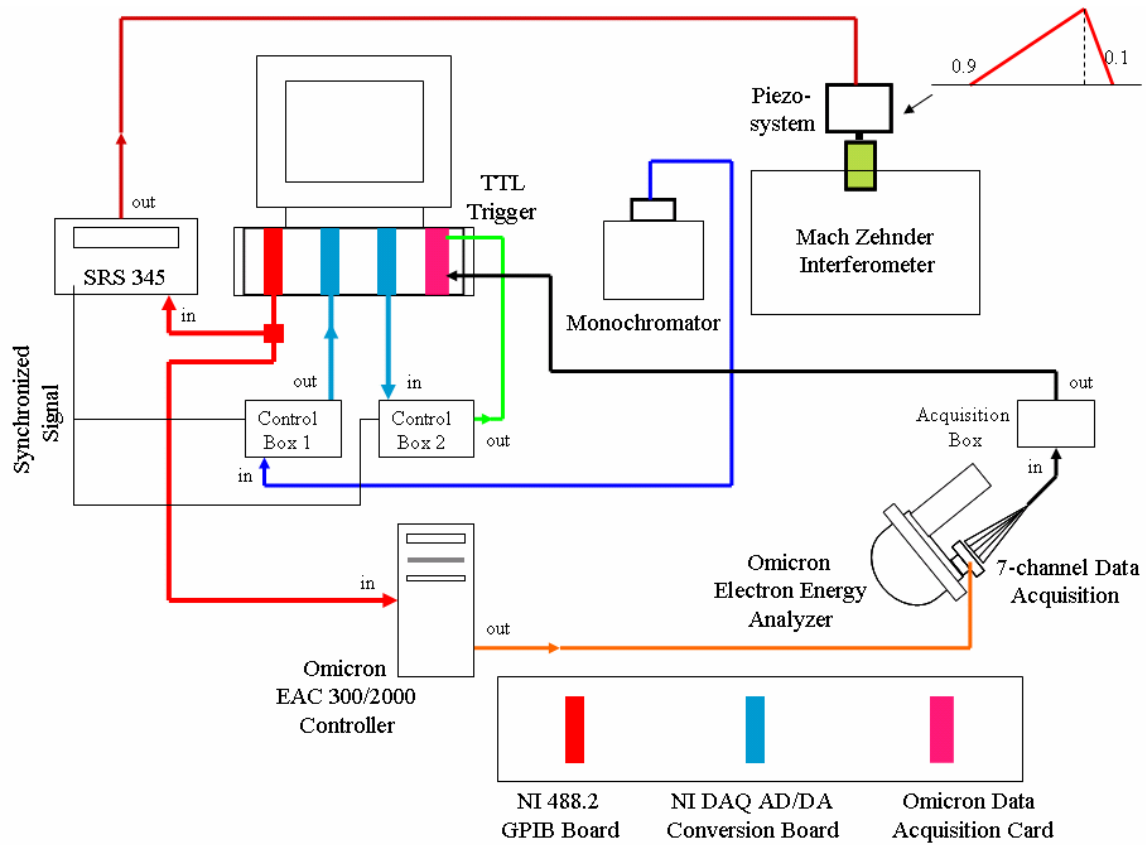 0.9
0.1
Piezo-
system
out
TTL
Trigger
SRS 345
Mach Zehnder
Interferometer
in
Monochromator
Synchronized
Signal
out
in
out
Control
Box 1
Control
Box 2
out
Acquisition
Box
in
in
in
Omicron
Electron Energy
Analyzer
7-channel Data
Acquisition
out
Omicron
EAC 300/2000
Controller
NI 488.2
GPIB Board
NI DAQ AD/DA
Conversion Board
Omicron Data
Acquisition Card